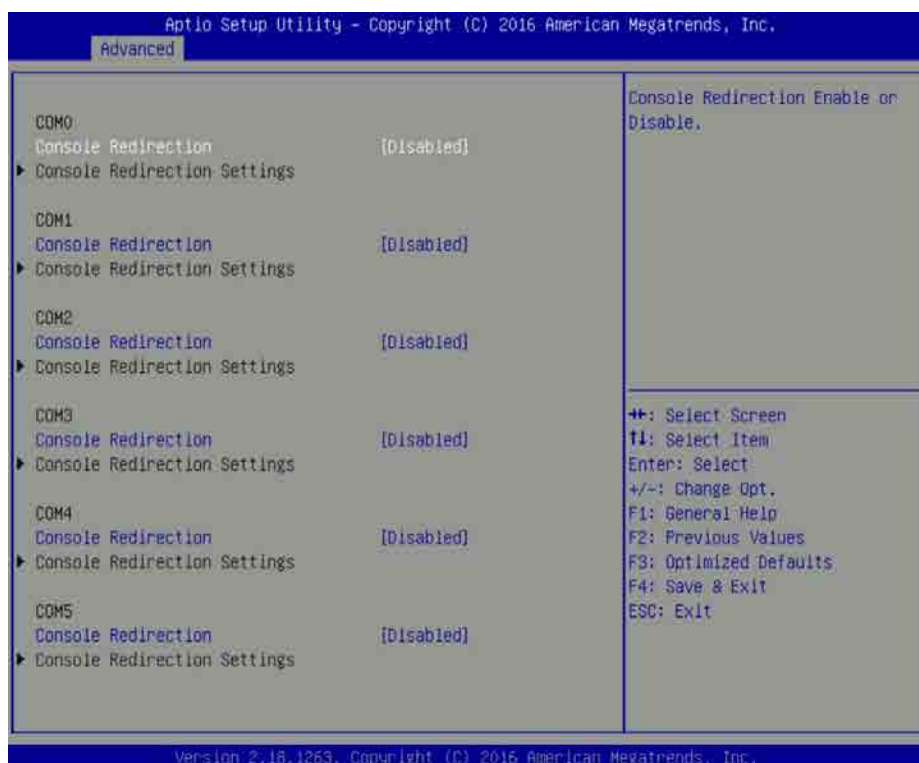 Aptio Setup Utility – Copyright (C) 2016 American Megatrends, Inc.
Advanced
COM0
Console Redirection [Disabled]
Console Redirection Settings
COM1
Console Redirection [Disabled]
Console Redirection Settings
COM2
Console Redirection [Disabled]
Console Redirection Settings
COM3
Console Redirection [Disabled]
Console Redirection Settings
COM4
Console Redirection [Disabled]
Console Redirection Settings
COM5
Console Redirection [Disabled]
Console Redirection Settings
Console Redirection Enable or
Disable.
→←: Select Screen
↑↓: Select Item
Enter: Select
+/-: Change Opt.
F1: General Help
F2: Previous Values
F3: Optimized Defaults
F4: Save & Exit
ESC: Exit
Version 2.18.1263. Copyright (C) 2016 American Megatrends, Inc.